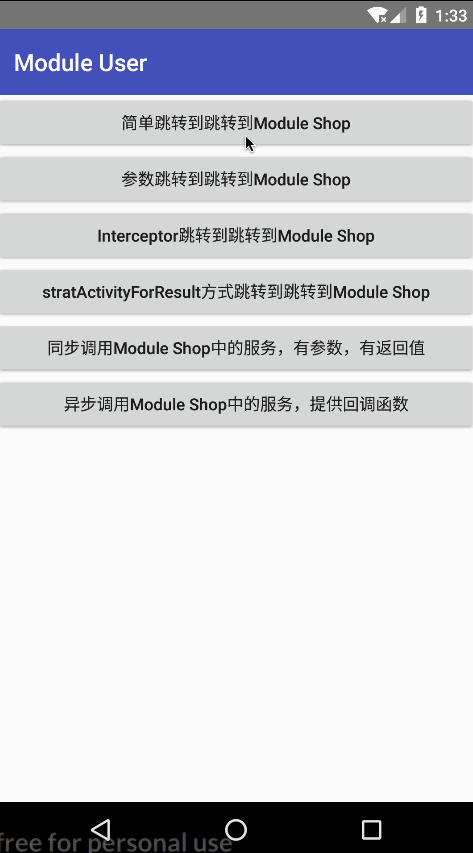 1:33
Module User
简单跳转到跳转到Module Shop
参数跳转到跳转到Module Shop
Interceptor跳转到跳转到Module Shop
stratActivityForResult方式跳转到跳转到Module Shop
同步调用Module Shop中的服务，有参数，有返回值
异步调用Module Shop中的服务，提供回调函数
free for personal use